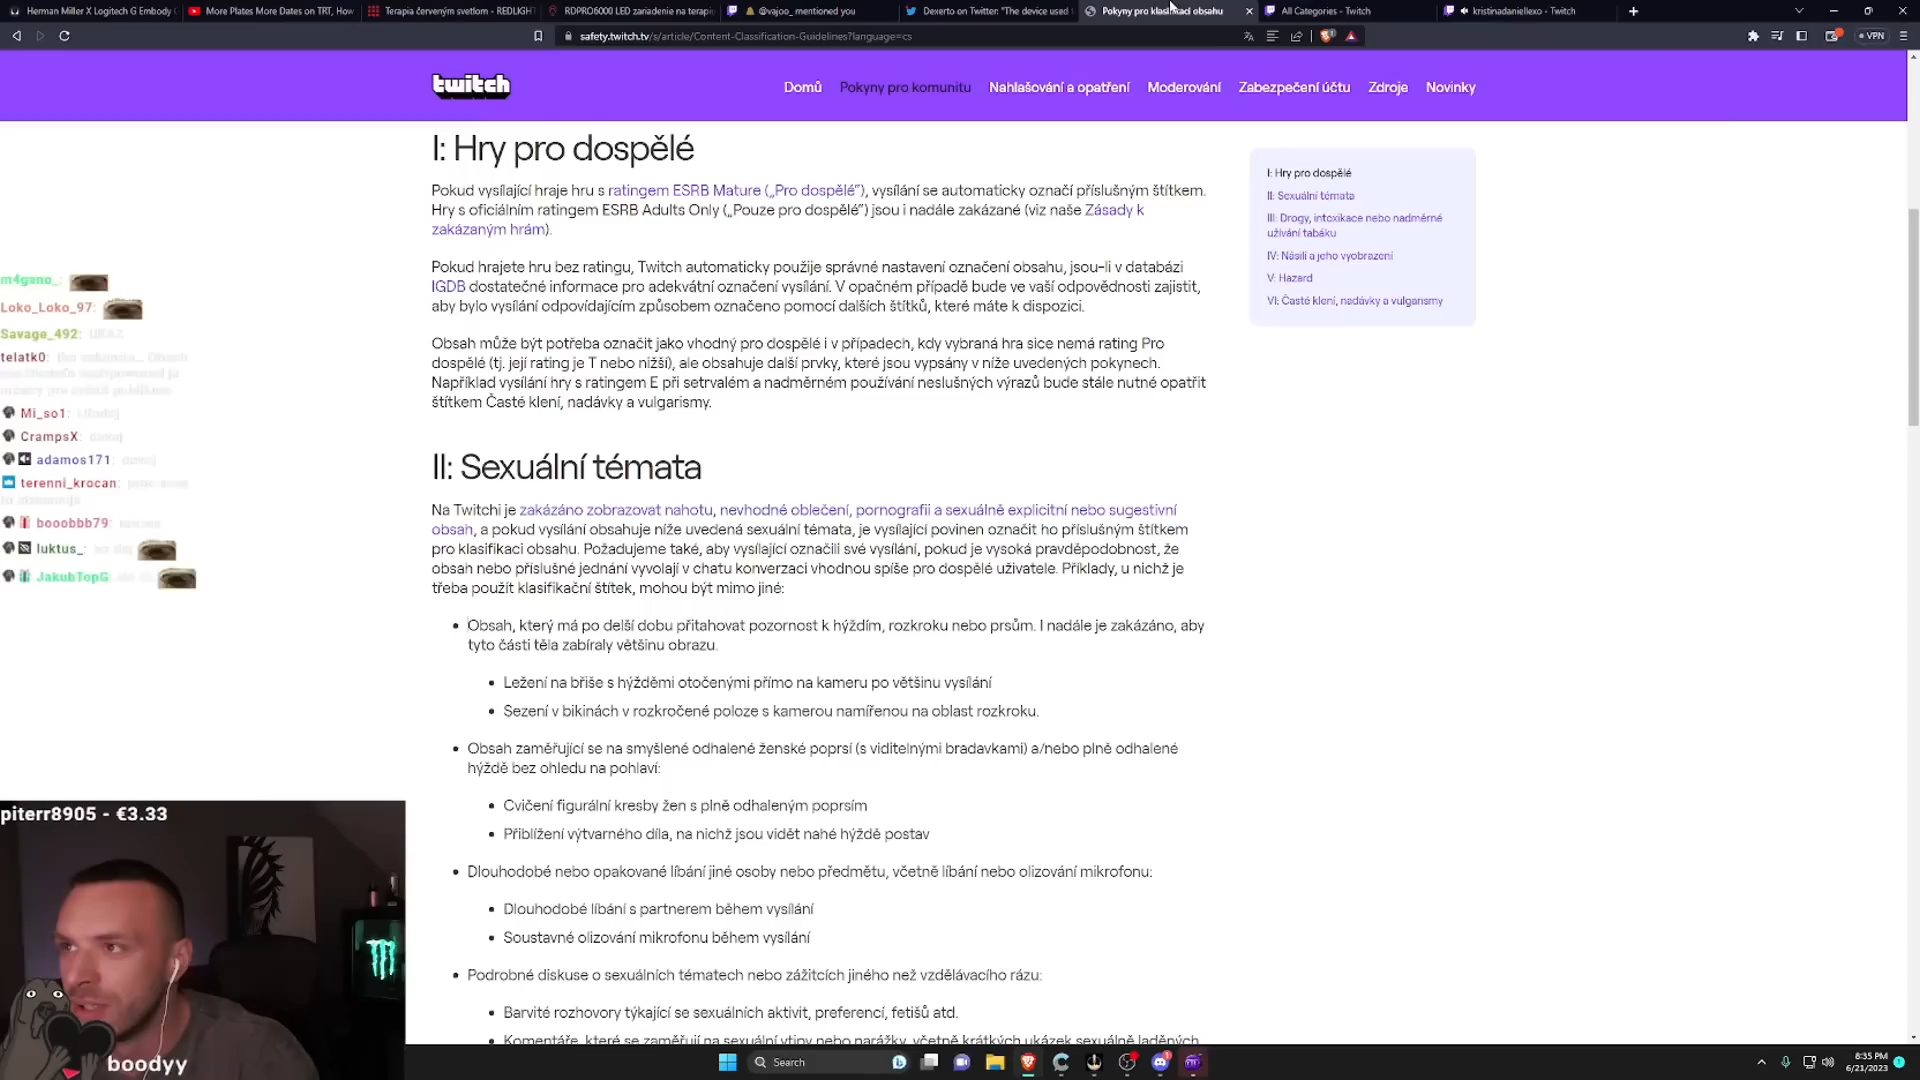 Herman Miller X Logitech G Embody
More Plates More Dates on TRT, How
Terapia červeným svetlom - REDLIGHT
RDPRO6000 LED zariadenie na terapi
@vajoo_ mentioned you
Dexerto on Twitter: "The device used
Pokyny pro klasifikaci obsahu
All Categories - Twitch
kristinadaniellexo - Twitch
safety.twitch.tv/s/article/Content-Classification-Guidelines?language=cs
VPN
twitch
Domů
Pokyny pro komunitu
Nahlašování a opatření
Moderování
Zabezpečení účtu
Zdroje
Novinky
I: Hry pro dospělé
Pokud vysílající hraje hru s ratingem ESRB Mature („Pro dospělé"), vysílání se automaticky označí příslušným štítkem.
Hry s oficiálním ratingem ESRB Adults Only („Pouze pro dospělé") jsou i nadále zakázané (viz naše Zásady k
zakázaným hrám).
Pokud hrajete hru bez ratingu, Twitch automaticky použije správné nastavení označení obsahu, jsou-li v databázi
IGDB dostatečné informace pro adekvátní označení vysílání. V opačném případě bude ve vaší odpovědnosti zajistit,
aby bylo vysílání odpovídajícím způsobem označeno pomocí dalších štítků, které máte k dispozici.
Obsah může být potřeba označit jako vhodný pro dospělé i v případech, kdy vybraná hra sice nemá rating Pro
dospělé (tj. její rating je T nebo nižší), ale obsahuje další prvky, které jsou vypsány v níže uvedených pokynech.
Například vysílání hry s ratingem E při setrvalém a nadměrném používání neslušných výrazů bude stále nutné opatřit
štítkem Časté klení, nadávky a vulgarismy.
II: Sexuální témata
Na Twitchi je zakázáno zobrazovat nahotu, nevhodné oblečení, pornografii a sexuálně explicitní nebo sugestivní
obsah, a pokud vysílání obsahuje níže uvedená sexuální témata, je vysílající povinen označit ho příslušným štítkem
pro klasifikaci obsahu. Požadujeme také, aby vysílající označili své vysílání, pokud je vysoká pravděpodobnost, že
obsah nebo příslušné jednání vyvolají v chatu konverzaci vhodnou spíše pro dospělé uživatele. Příklady, u nichž je
třeba použít klasifikační štítek, mohou být mimo jiné:
• Obsah, který má po delší dobu přitahovat pozornost k hýždím, rozkroku nebo prsům. I nadále je zakázáno, aby
tyto části těla zabíraly většinu obrazu.
• Ležení na břiše s hýžděmi otočenými přímo na kameru po většinu vysílání
• Sezení v bikinách v rozkročené poloze s kamerou namířenou na oblast rozkroku.
• Obsah zaměřující se na smyšlené odhalené ženské poprsí (s viditelnými bradavkami) a/nebo plně odhalené
hýždě bez ohledu na pohlaví:
• Cvičení figurální kresby žen s plně odhaleným poprsím
• Přiblížení výtvarného díla, na nichž jsou vidět nahé hýždě postav
• Dlouhodobé nebo opakované líbání jiné osoby nebo předmětu, včetně líbání nebo olizování mikrofonu:
• Dlouhodobé líbání s partnerem během vysílání
• Soustavné olizování mikrofonu během vysílání
• Podrobné diskuse o sexuálních tématech nebo zážitcích jiného než vzdělávacího rázu:
• Barvité rozhovory týkající se sexuálních aktivit, preferencí, fetišů atd.
• Komentáře, které se zaměřují na sexuální vtipy nebo narážky, včetně krátkých ukázek sexuálně laděných
I: Hry pro dospělé
II: Sexuální témata
III: Drogy, intoxikace nebo nadměrné
užívání tabáku
IV: Násilí a jeho vyobrazení
V: Hazard
VI: Časté klení, nadávky a vulgarismy
m4gano_:
Loko_Loko_97:
Savage_492:
telatk0:
Mi_so1:
CrampsX:
adamos171:
terenni_krocan:
booobbb79:
luktus_:
JakubTopG:
piterr8905 - €3.33
boodyy
Search
8:35 PM
6/21/2023